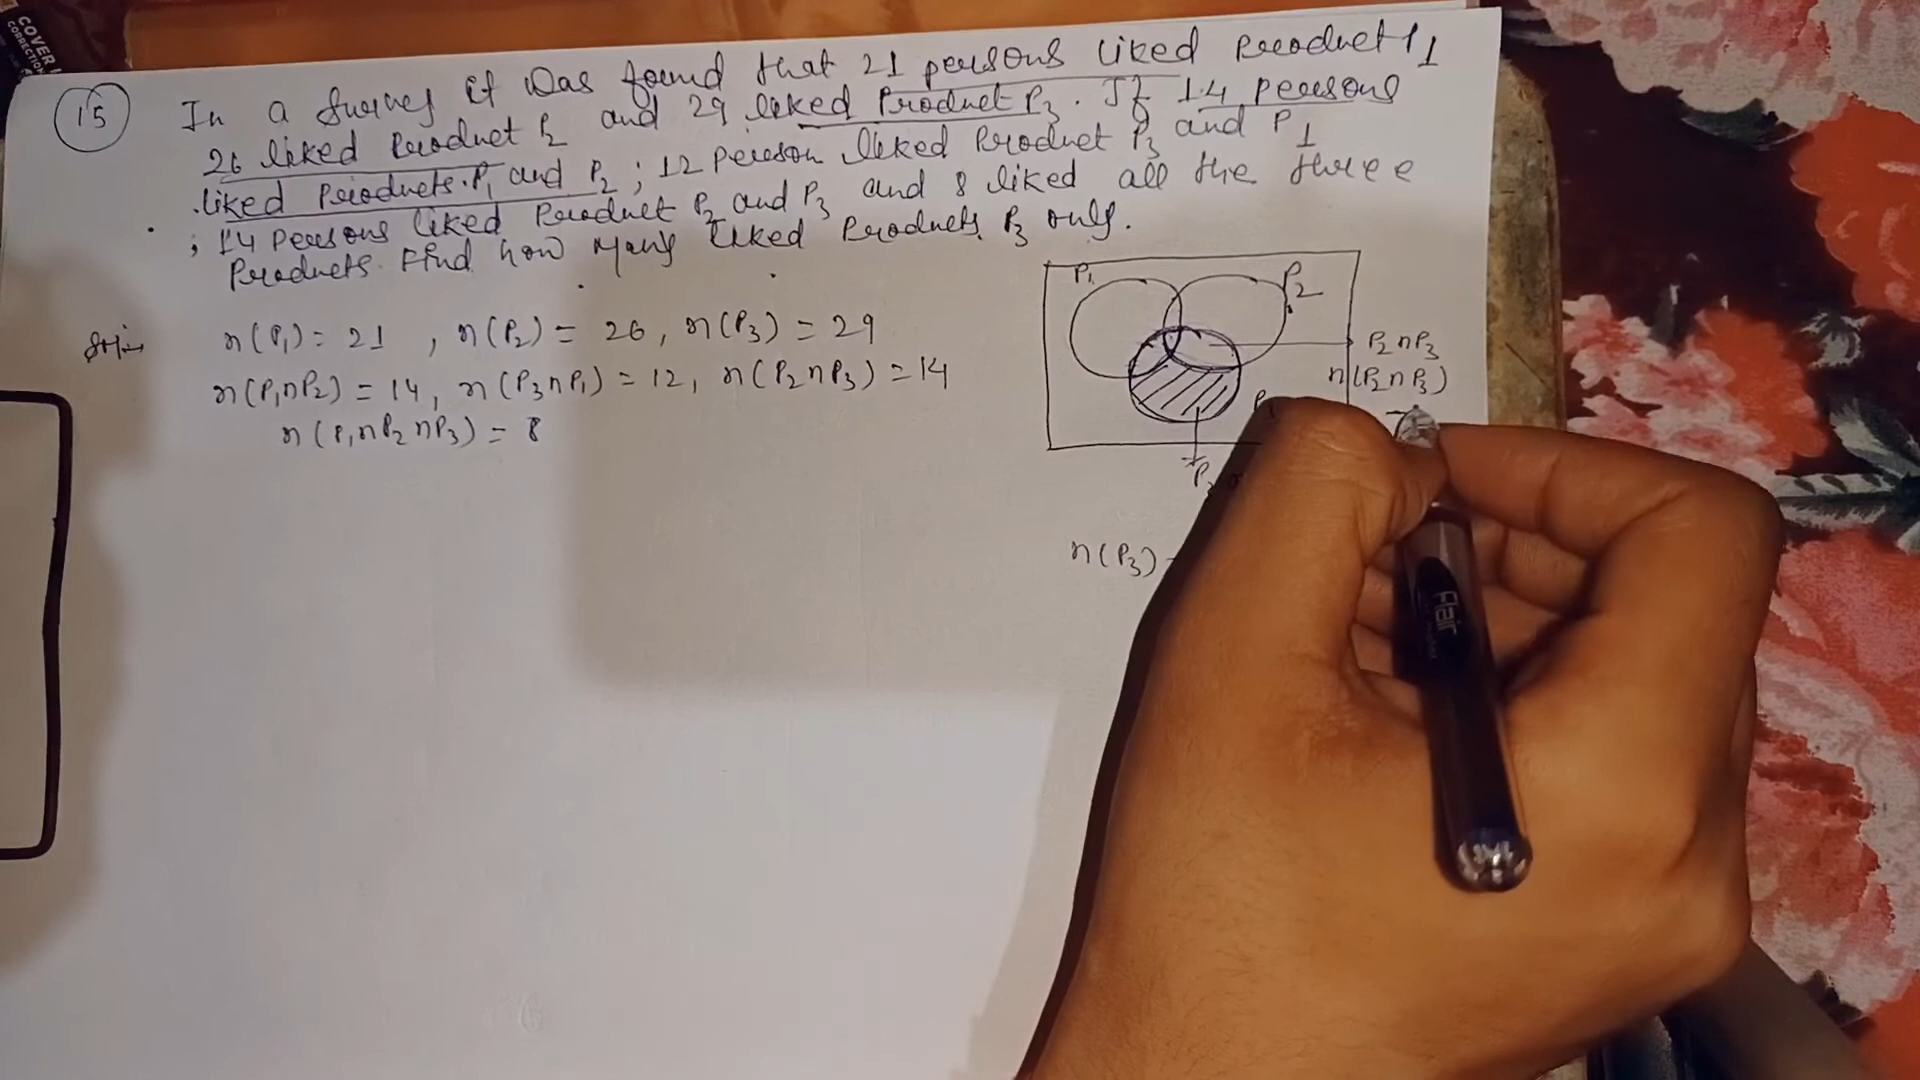 COVER
CORRECTION
15
In a survey it was found that 21 persons liked Product P1
26 liked Product P2 and 29 liked Product P3. If 14 persons
liked Products P1 and P2; 12 person liked Product P3 and P1
; 14 Persons liked Product P2 and P3 and 8 liked all the three
Products. Find how many liked Products P3 only.
n(P1) = 21, n(P2) = 26, n(P3) = 29
n(P1∩P2) = 14, n(P3∩P1) = 12, n(P2∩P3) = 14
n(P1∩P2∩P3) = 8
P1
P2
P2∩P3
n(P2∩P3)
P3
n(P3) -
Flair